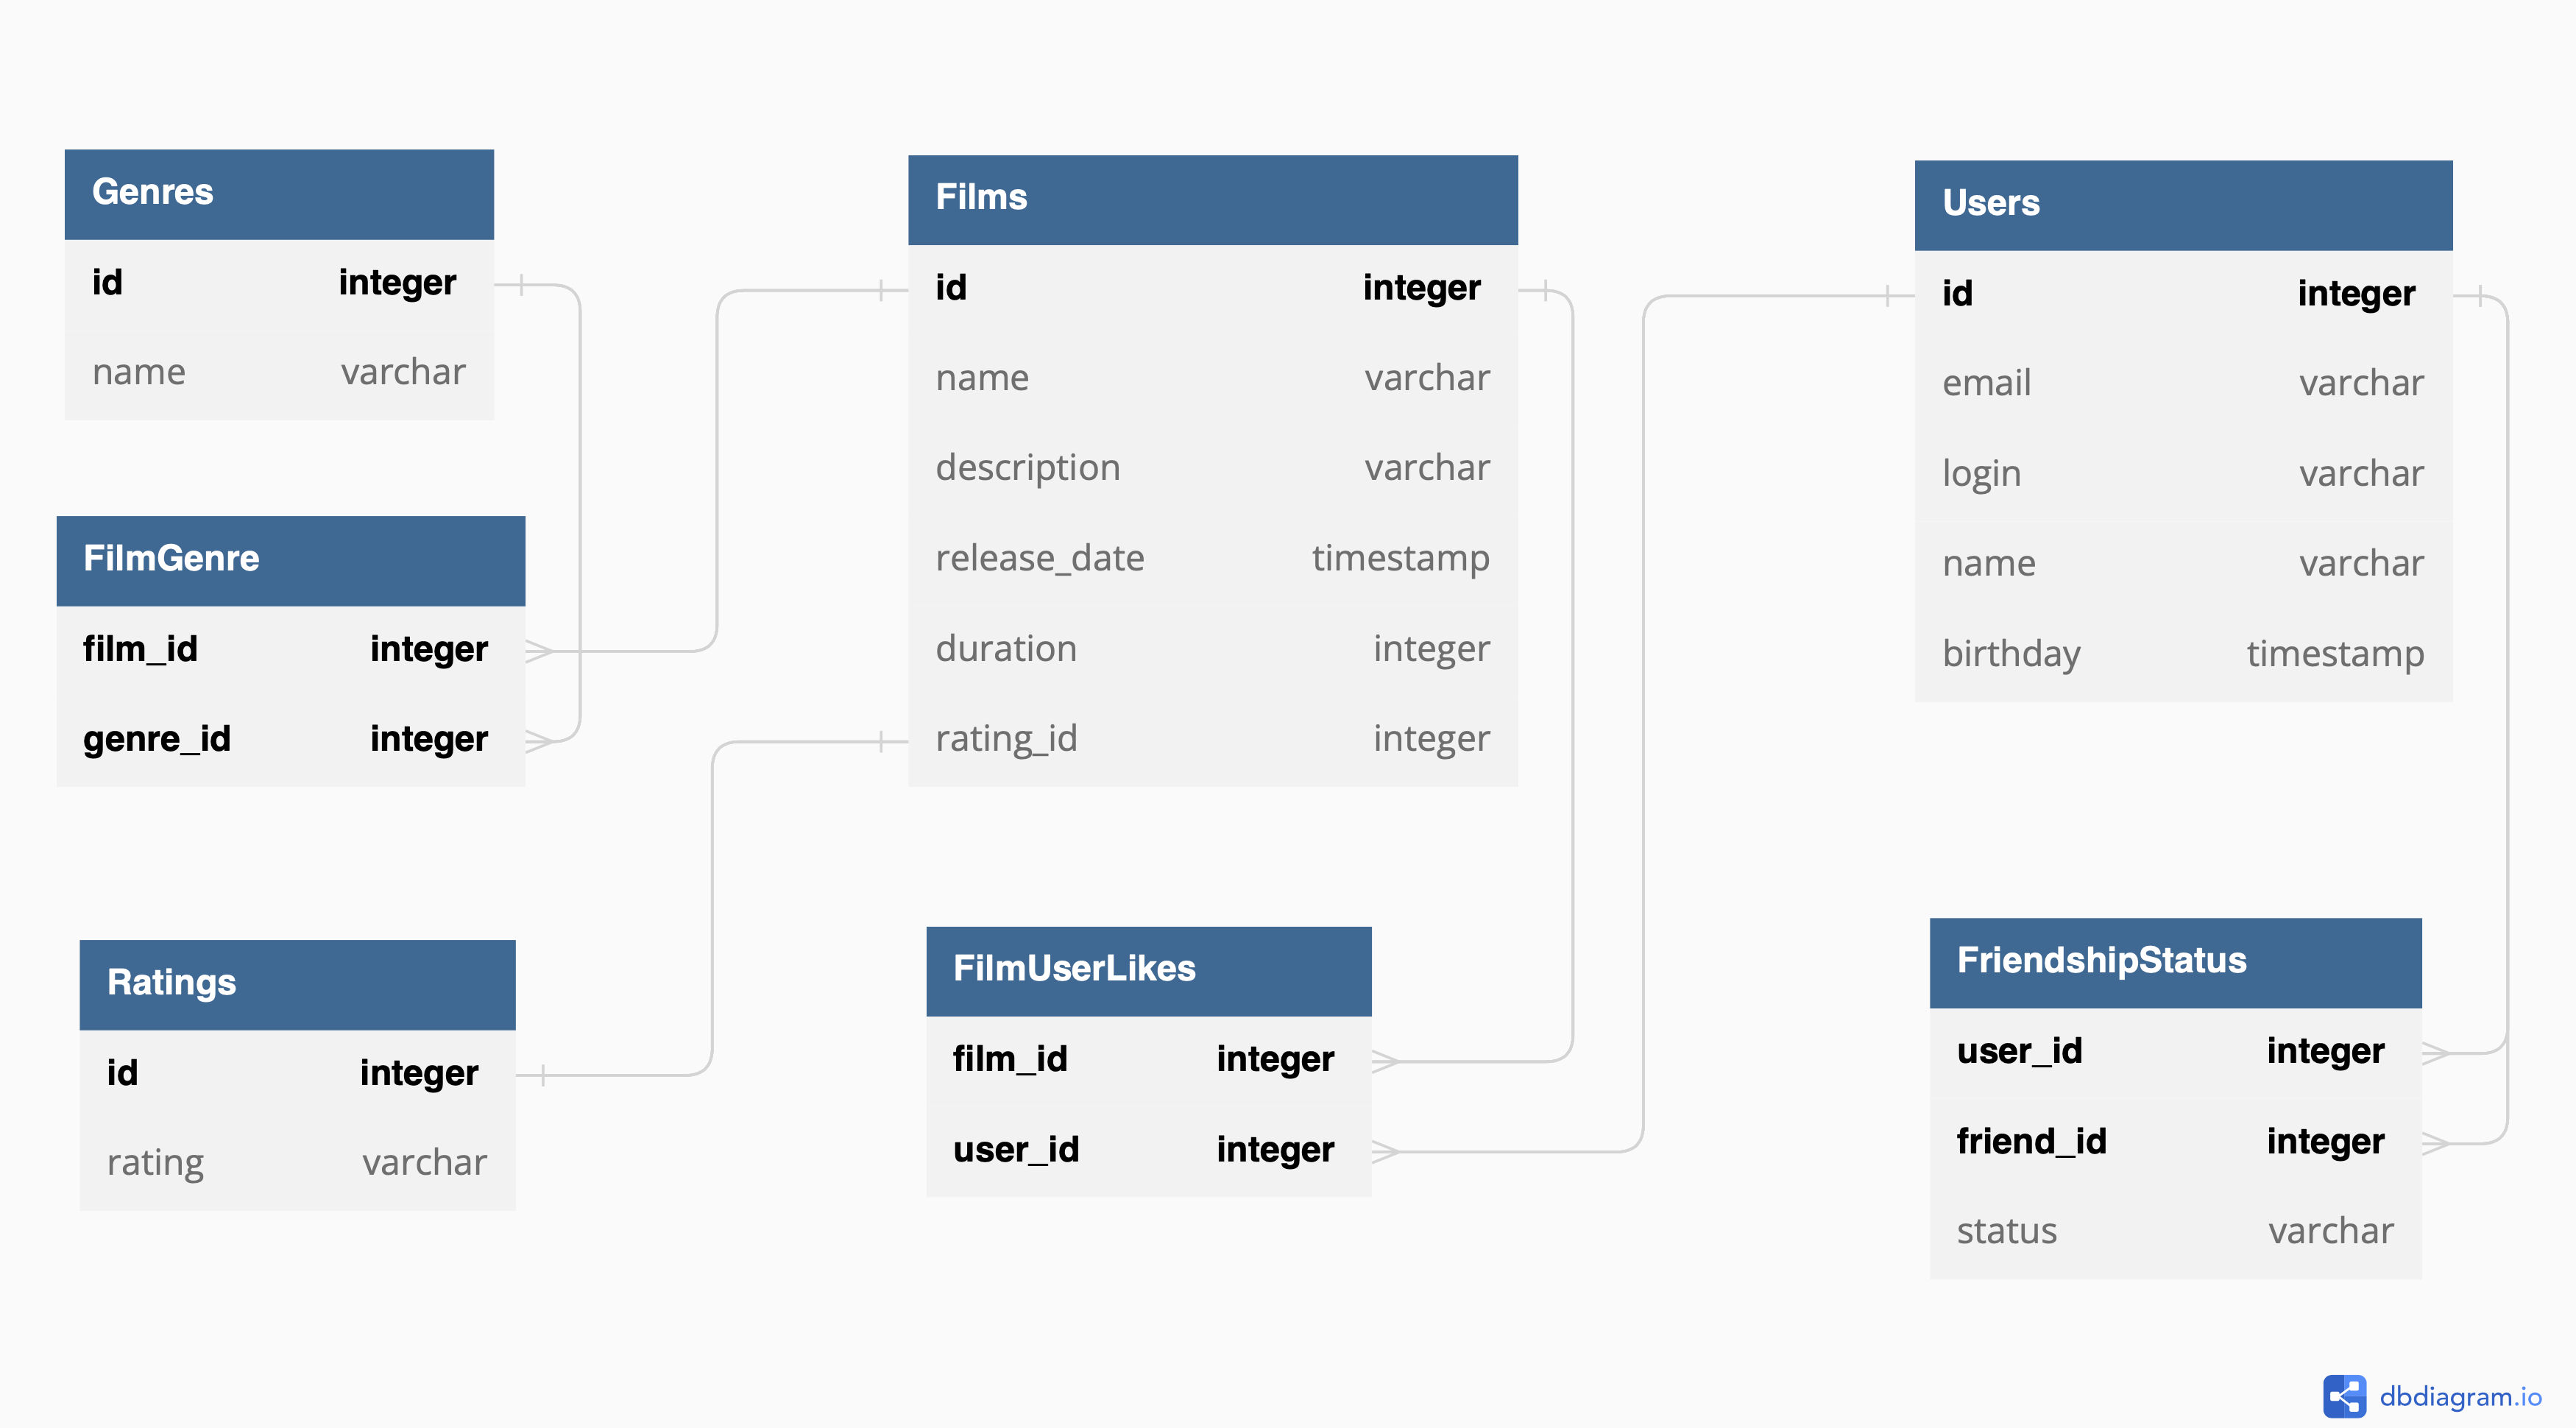 Genres
id integer
name varchar
FilmGenre
film_id integer
genre_id integer
Ratings
id integer
rating varchar
Films
id integer
name varchar
description varchar
release_date timestamp
duration integer
rating_id integer
FilmUserLikes
film_id integer
user_id integer
Users
id integer
email varchar
login varchar
name varchar
birthday timestamp
FriendshipStatus
user_id integer
friend_id integer
status varchar
dbdiagram.io